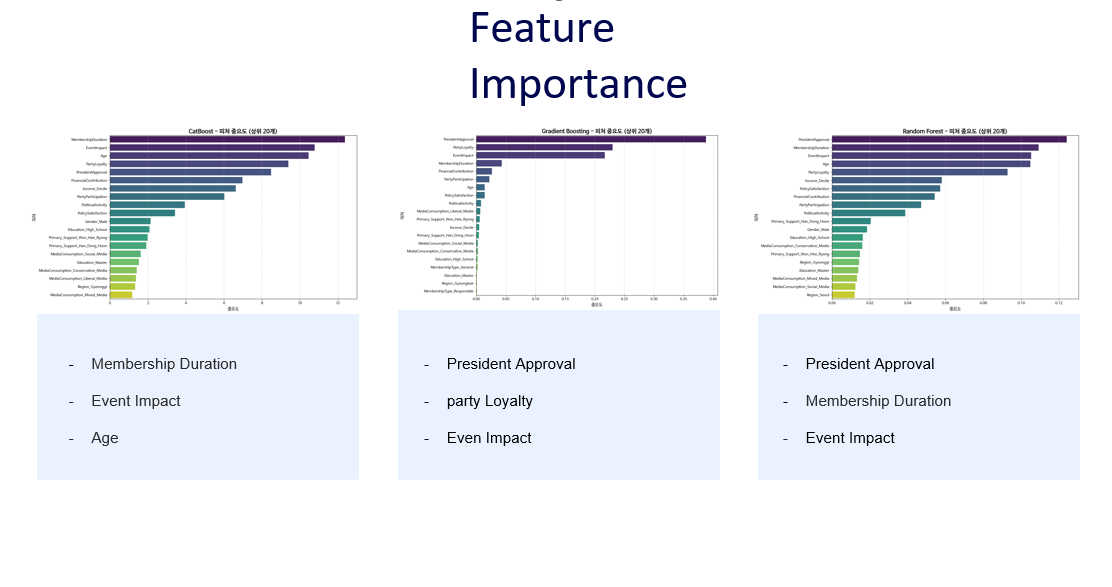 Feature
Importance
CatBoost – 피처 중요도 (상위 20개)
MembershipDuration
EventImpact
Age
PartyLoyalty
PresidentApproval
FinancialContribution
Income_Decile
PartyParticipation
PoliticalActivity
PolicySatisfaction
Gender_Male
Education_High_School
Primary_Support_Won_Hee_Ryong
Primary_Support_Han_Dong_Hoon
MediaConsumption_Social_Media
Education_Master
MediaConsumption_Conservative_Media
MediaConsumption_Liberal_Media
Region_Gyeonggi
MediaConsumption_Mixed_Media
0 2 4 6 8 10 12
중요도
Gradient Boosting – 피처 중요도 (상위 20개)
PresidentApproval
PartyLoyalty
EventImpact
MembershipDuration
FinancialContribution
PartyParticipation
Age
PolicySatisfaction
PoliticalActivity
MediaConsumption_Liberal_Media
Primary_Support_Won_Hee_Ryong
Income_Decile
Primary_Support_Han_Dong_Hoon
MediaConsumption_Social_Media
MediaConsumption_Conservative_Media
Education_High_School
MembershipType_General
Education_Master
Region_Gyeongbuk
MembershipType_Responsible
0.00 0.05 0.10 0.15 0.20 0.25 0.30 0.35 0.40
중요도
Random Forest – 피처 중요도 (상위 20개)
PresidentApproval
MembershipDuration
EventImpact
Age
PartyLoyalty
Income_Decile
PolicySatisfaction
FinancialContribution
PartyParticipation
PoliticalActivity
Primary_Support_Han_Dong_Hoon
Gender_Male
Education_High_School
MediaConsumption_Conservative_Media
Primary_Support_Won_Hee_Ryong
Region_Gyeonggi
Education_Master
MediaConsumption_Mixed_Media
MediaConsumption_Social_Media
Region_Seoul
0.00 0.02 0.04 0.06 0.08 0.10 0.12
중요도
- Membership Duration
- Event Impact
- Age
- President Approval
- party Loyalty
- Even Impact
- President Approval
- Membership Duration
- Event Impact